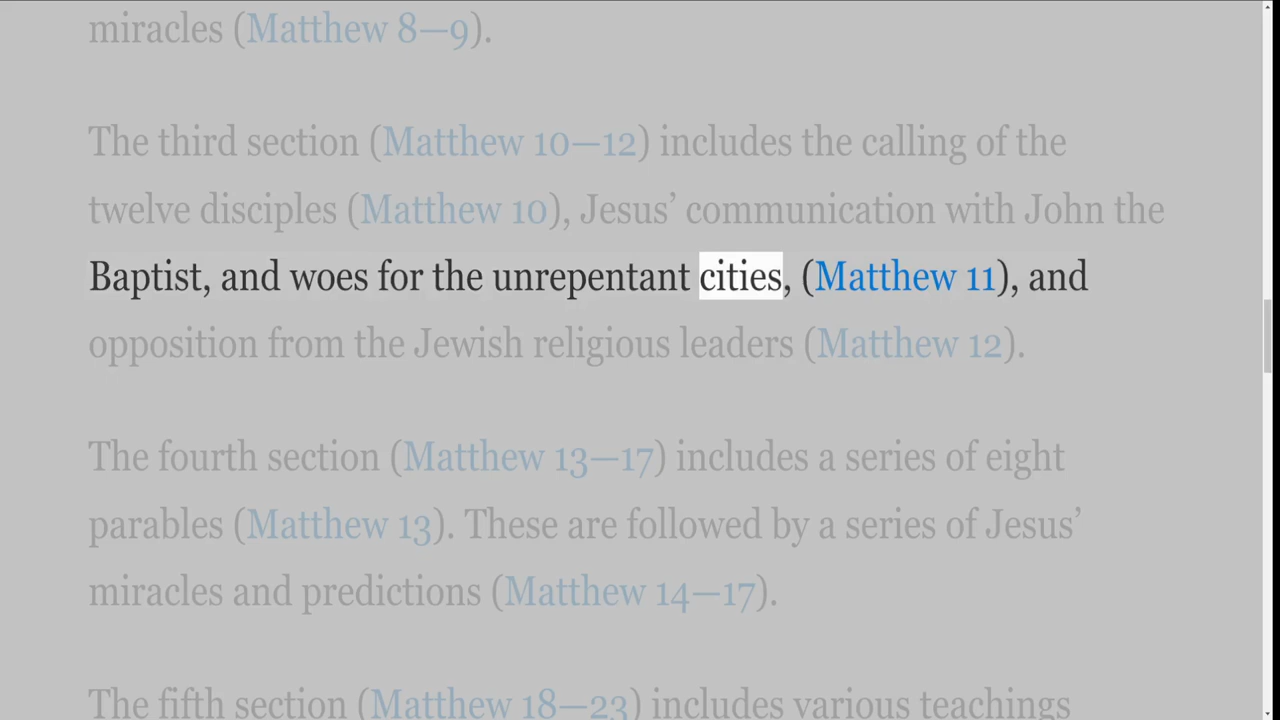 miracles (Matthew 8—9).
The third section (Matthew 10—12) includes the calling of the
twelve disciples (Matthew 10), Jesus’ communication with John the
Baptist, and woes for the unrepentant cities, (Matthew 11), and
opposition from the Jewish religious leaders (Matthew 12).
The fourth section (Matthew 13—17) includes a series of eight
parables (Matthew 13). These are followed by a series of Jesus’
miracles and predictions (Matthew 14—17).
The fifth section (Matthew 18—23) includes various teachings